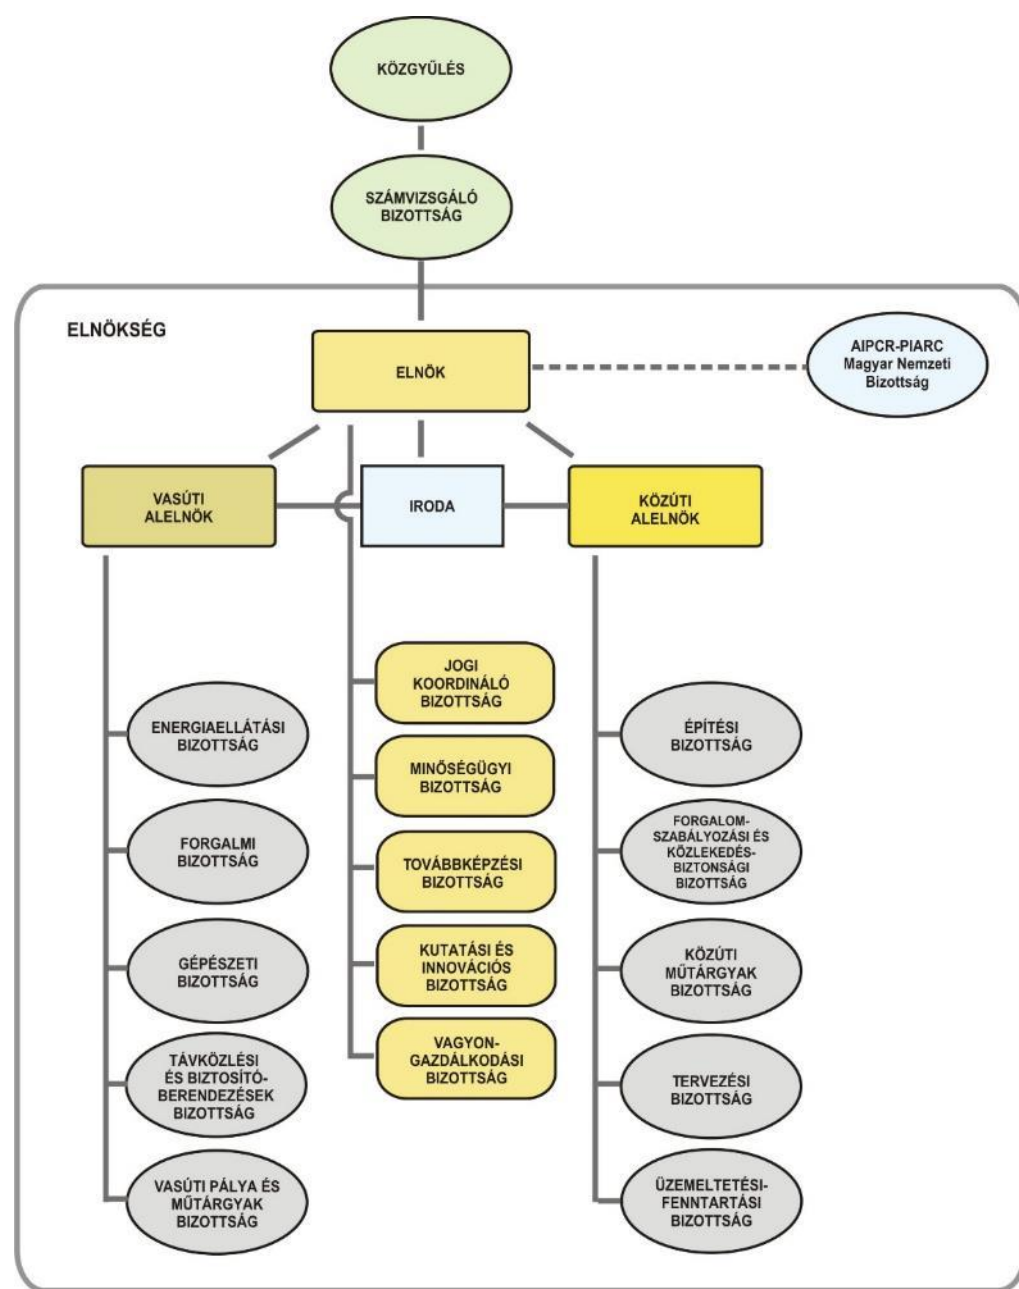 KÖZGYŰLÉS
SZÁMVIZSGÁLÓ
BIZOTTSÁG
ELNÖKSÉG
ELNÖK
AIPCR-PIARC
Magyar Nemzeti
Bizottság
VASÚTI
ALELNÖK
IRODA
KÖZÚTI
ALELNÖK
ENERGIAELLÁTÁSI
BIZOTTSÁG
FORGALMI
BIZOTTSÁG
GÉPÉSZETI
BIZOTTSÁG
TÁVKÖZLÉSI
ÉS BIZTOSÍTÓ-
BERENDEZÉSEK
BIZOTTSÁG
VASÚTI PÁLYA ÉS
MŰTÁRGYAK
BIZOTTSÁG
JOGI
KOORDINÁLÓ
BIZOTTSÁG
MINŐSÉGÜGYI
BIZOTTSÁG
TOVÁBBKÉPZÉSI
BIZOTTSÁG
KUTATÁSI ÉS
INNOVÁCIÓS
BIZOTTSÁG
VAGYON-
GAZDÁLKODÁSI
BIZOTTSÁG
ÉPÍTÉSI
BIZOTTSÁG
FORGALOM-
SZABÁLYOZÁSI ÉS
KÖZLEKEDÉS-
BIZTONSÁGI
BIZOTTSÁG
KÖZÚTI
MŰTÁRGYAK
BIZOTTSÁG
TERVEZÉSI
BIZOTTSÁG
ÜZEMELTETÉSI-
FENNTARTÁSI
BIZOTTSÁG